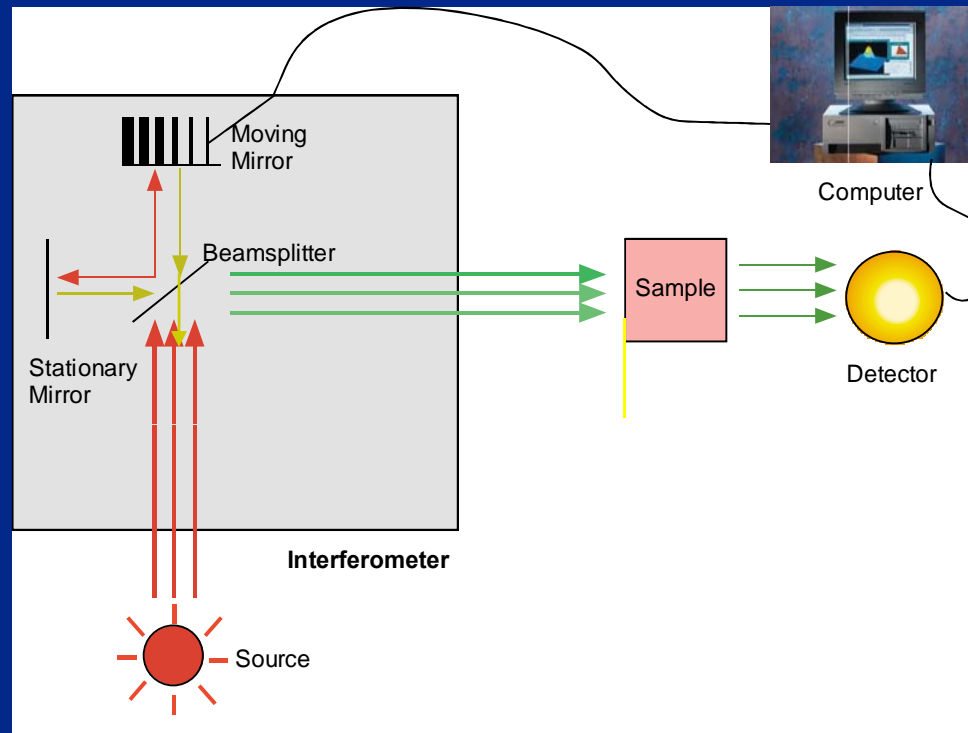 Moving
Mirror
Computer
Beamsplitter
Sample
Stationary
Mirror
Detector
Interferometer
Source